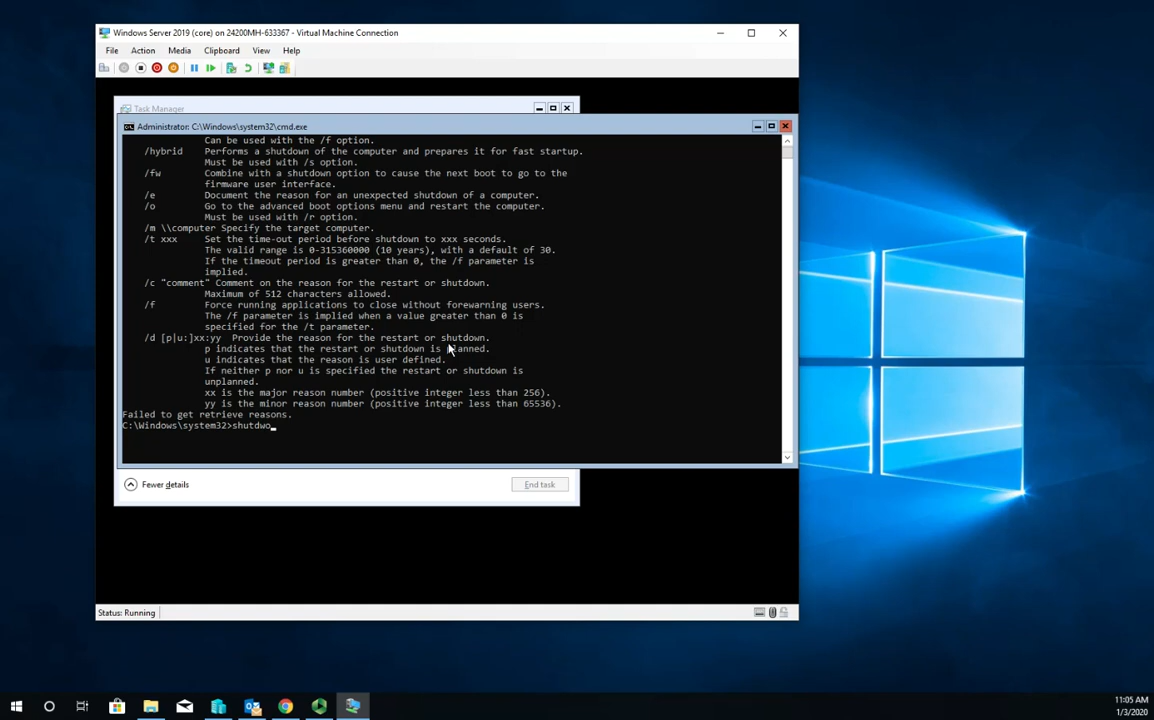 Windows Server 2019 (core) on 24200MH-633367 - Virtual Machine Connection
File Action Media Clipboard View Help
Task Manager
Administrator: C:\Windows\system32\cmd.exe
Can be used with the /f option.
/hybrid Performs a shutdown of the computer and prepares it for fast startup.
Must be used with /s option.
/fw Combine with a shutdown option to cause the next boot to go to the
firmware user interface.
/e Document the reason for an unexpected shutdown of a computer.
/o Go to the advanced boot options menu and restart the computer.
Must be used with /r option.
/m \\computer Specify the target computer.
/t xxx Set the time-out period before shutdown to xxx seconds.
The valid range is 0-315360000 (10 years), with a default of 30.
If the timeout period is greater than 0, the /f parameter is
implied.
/c "comment" Comment on the reason for the restart or shutdown.
Maximum of 512 characters allowed.
/f Force running applications to close without forewarning users.
The /f parameter is implied when a value greater than 0 is
specified for the /t parameter.
/d [p|u:]xx:yy Provide the reason for the restart or shutdown.
p indicates that the restart or shutdown is planned.
u indicates that the reason is user defined.
If neither p nor u is specified the restart or shutdown is
unplanned.
xx is the major reason number (positive integer less than 256).
yy is the minor reason number (positive integer less than 65536).
Failed to get retrieve reasons.
C:\Windows\system32>shutdwo_
Fewer details
End task
Status: Running
11:05 AM
1/3/2020